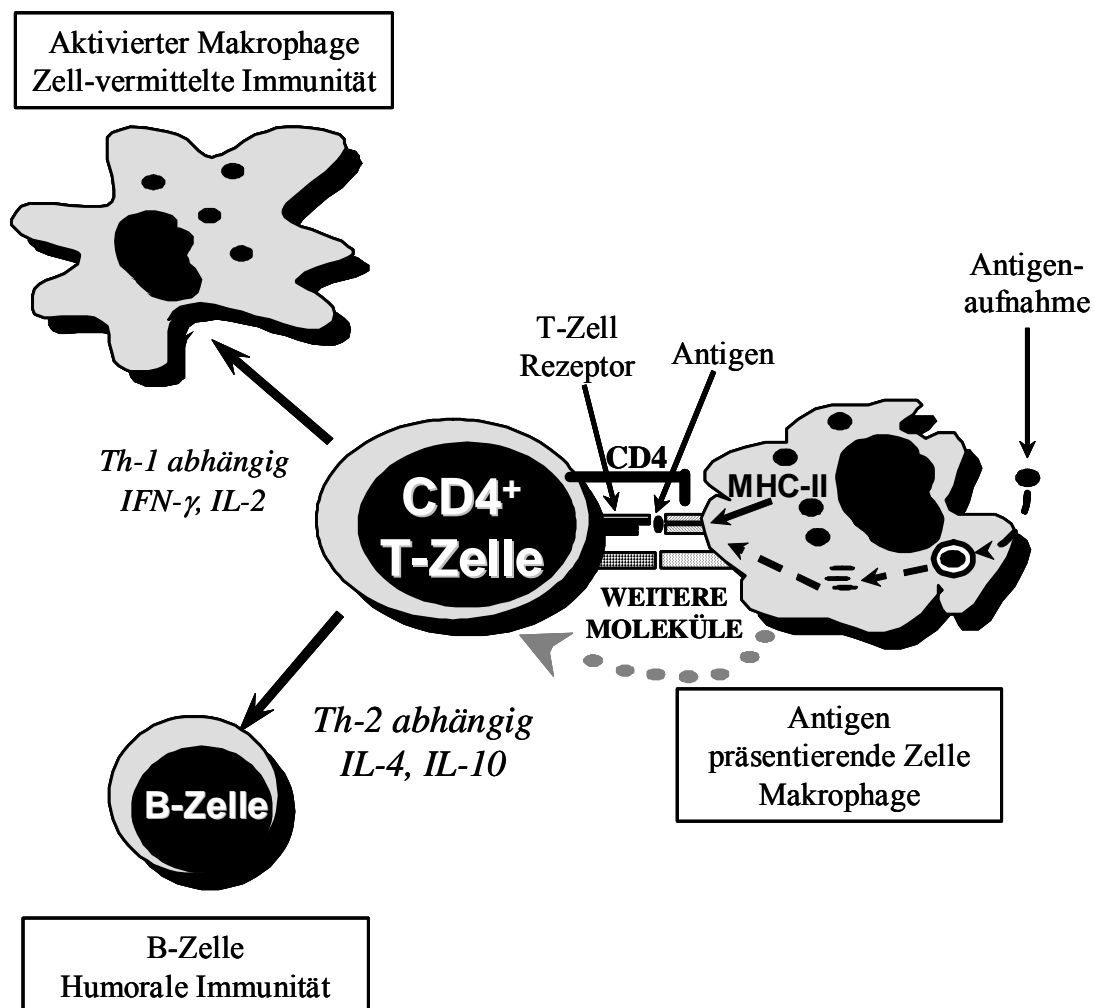 Aktivierter Makrophage
Zell-vermittelte Immunität
Antigen-
aufnahme
T-Zell
Rezeptor
Antigen
CD4
Th-1 abhängig
IFN-γ, IL-2
MHC-II
CD4⁺
T-Zelle
WEITERE
MOLEKÜLE
Th-2 abhängig
IL-4, IL-10
Antigen
präsentierende Zelle
Makrophage
B-Zelle
B-Zelle
Humorale Immunität